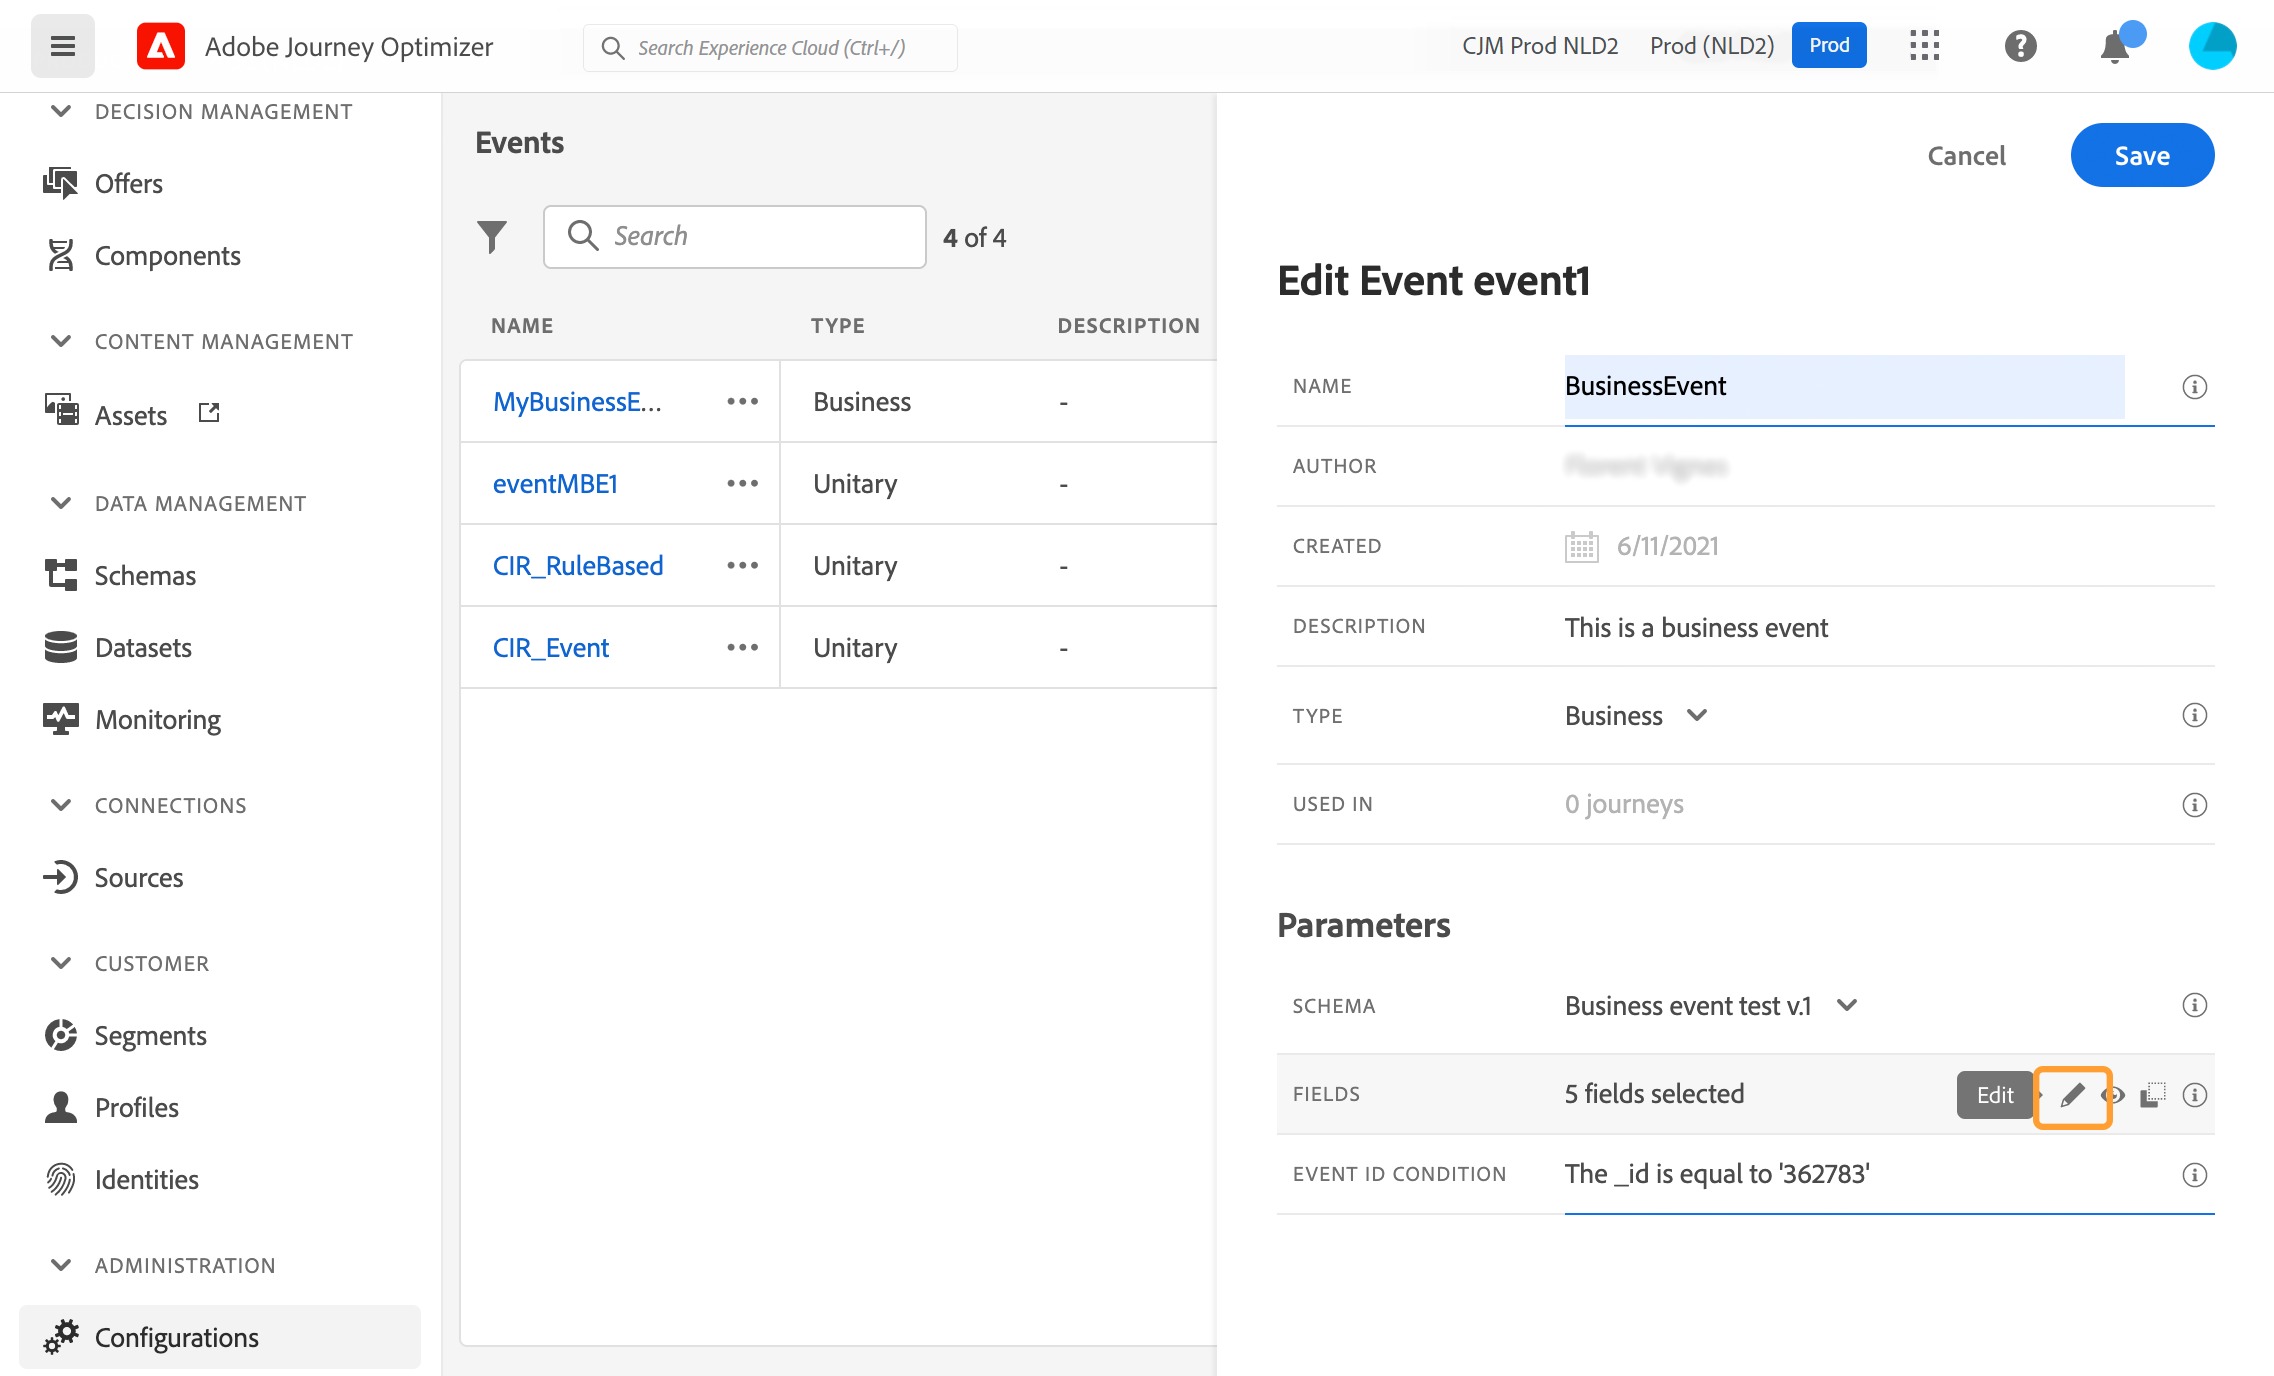 Adobe Journey Optimizer
Search Experience Cloud (Ctrl+/)
CJM Prod NLD2
Prod (NLD2)
Prod
DECISION MANAGEMENT
Offers
Components
CONTENT MANAGEMENT
Assets
DATA MANAGEMENT
Schemas
Datasets
Monitoring
CONNECTIONS
Sources
CUSTOMER
Segments
Profiles
Identities
ADMINISTRATION
Configurations
Events
Search
4 of 4
NAME TYPE DESCRIPTION
MyBusinessE... ••• Business -
eventMBE1 ••• Unitary -
CIR_RuleBased ••• Unitary -
CIR_Event ••• Unitary -
Cancel
Save
Edit Event event1
NAME BusinessEvent
AUTHOR
CREATED 6/11/2021
DESCRIPTION This is a business event
TYPE Business
USED IN 0 journeys
Parameters
SCHEMA Business event test v.1
FIELDS 5 fields selected Edit
EVENT ID CONDITION The _id is equal to '362783'